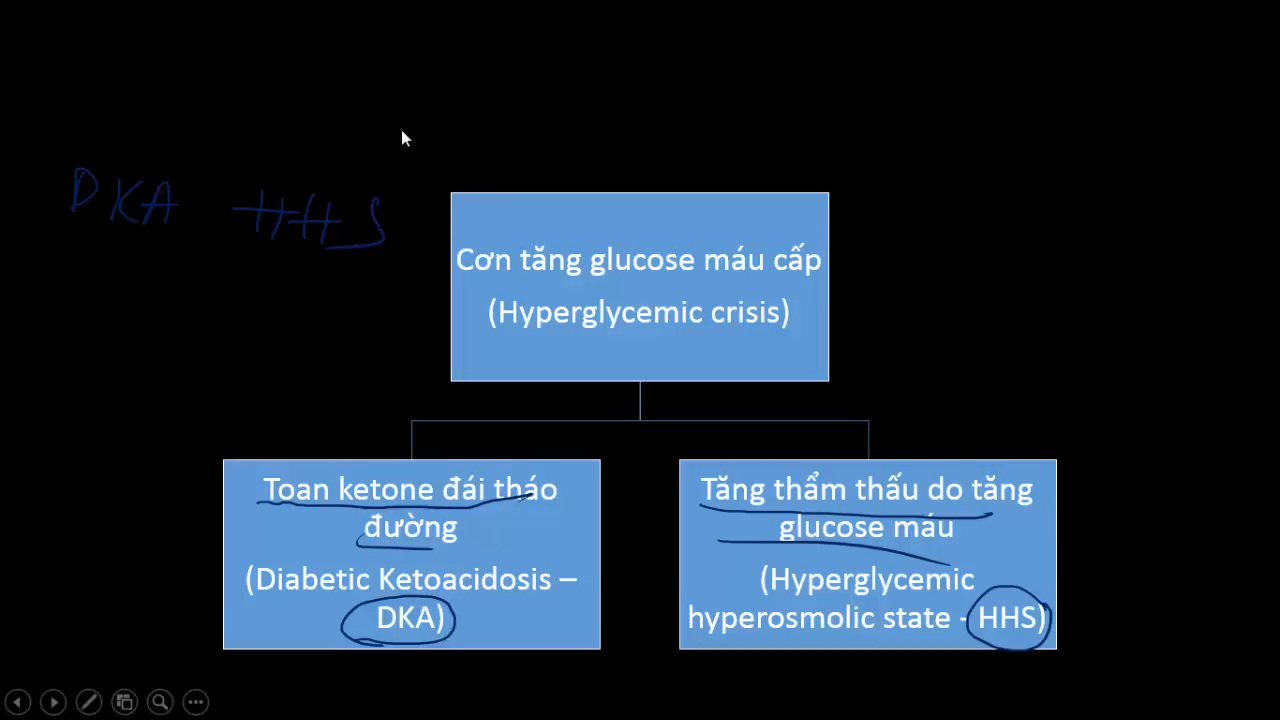 DKA HHS
Cơn tăng glucose máu cấp
(Hyperglycemic crisis)
Toan ketone đái tháo
đường
(Diabetic Ketoacidosis –
DKA)
Tăng thẩm thấu do tăng
glucose máu
(Hyperglycemic
hyperosmolic state - HHS)